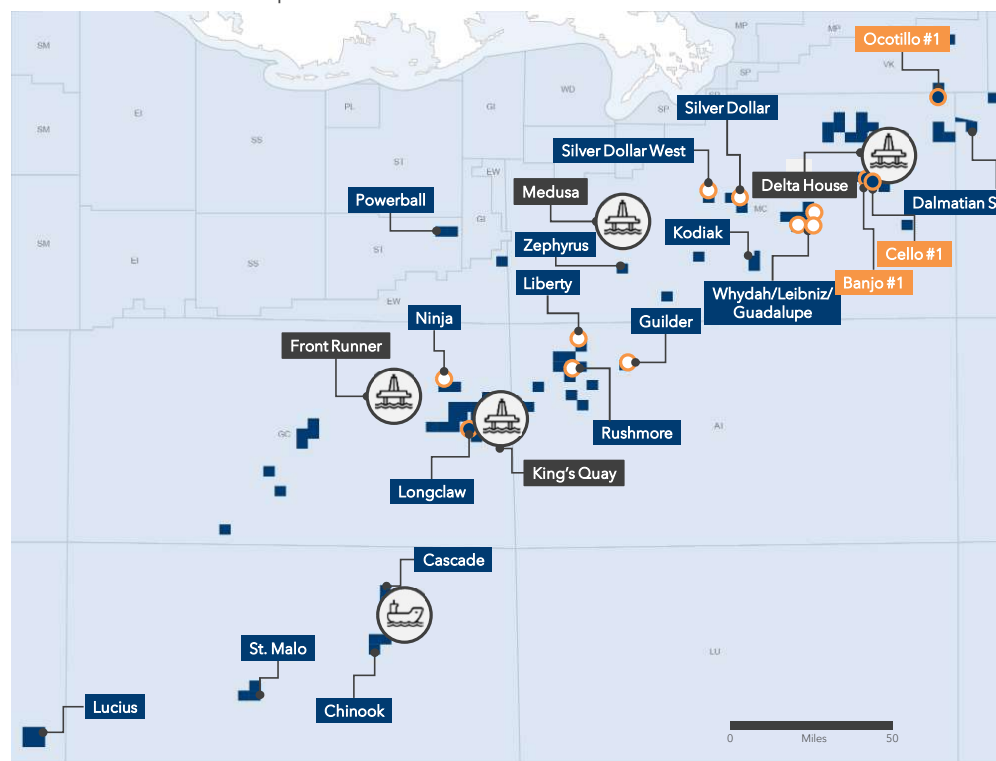 MP
MP
SM
Ocotillo #1
VK
SP
WD
EI
PL
GI
SP
Silver Dollar
SM
SS
Silver Dollar West
ST
EW
Medusa
Delta House
Powerball
MC
Dalmatian S
GI
Kodiak
SM
Zephyrus
ST
Cello #1
EI
SS
Banjo #1
Liberty
Whydah/Leibniz/
Guadalupe
EW
Ninja
Guilder
Front Runner
AT
GC
Rushmore
King's Quay
Longclaw
Cascade
St. Malo
LU
Lucius
Chinook
0
Miles
50